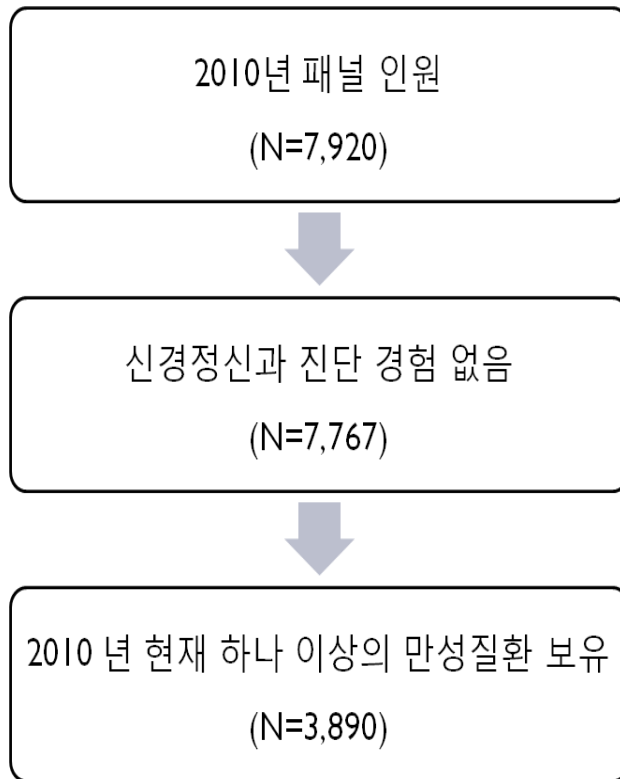 2010년 패널 인원
(N=7,920)
신경정신과 진단 경험 없음
(N=7,767)
2010 년 현재 하나 이상의 만성질환 보유
(N=3,890)